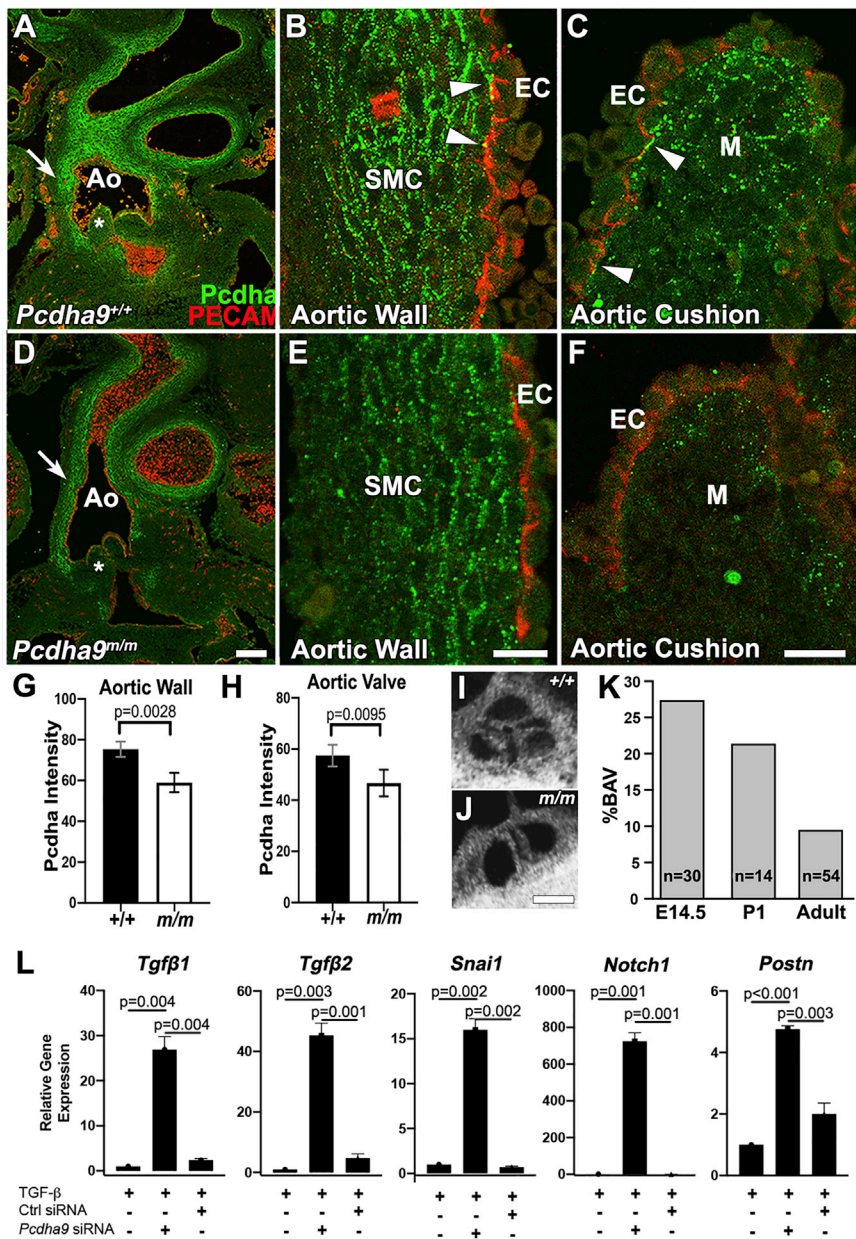 A
Ao
*
Pcdha9+/+
Pcdha
PECAM
B
EC
SMC
Aortic Wall
C
EC
M
Aortic Cushion
D
Ao
*
Pcdha9m/m
E
EC
SMC
Aortic Wall
F
EC
M
Aortic Cushion
G
Aortic Wall
p=0.0028
Pcdha Intensity
100
80
60
40
20
0
+/+ m/m
H
Aortic Valve
p=0.0095
Pcdha Intensity
80
60
40
20
0
+/+ m/m
I
+/+
J
m/m
K
%BAV
30
25
20
15
10
5
0
n=30 n=14 n=54
E14.5 P1 Adult
L
Relative Gene
Expression
Tgfβ1
p=0.004
p=0.004
40
30
20
10
0
Tgfβ2
p=0.003
p=0.001
60
40
20
0
Snai1
p=0.002
p=0.002
20
15
10
5
0
Notch1
p=0.001
p=0.001
1000
800
600
400
200
0
Postn
p<0.001
p=0.003
6
4
2
0
TGF-β + + + + + + + + + + + + + + +
Ctrl siRNA - - + - - + - - + - - + - - +
Pcdha9 siRNA - + - - + - - + - - + - - + -